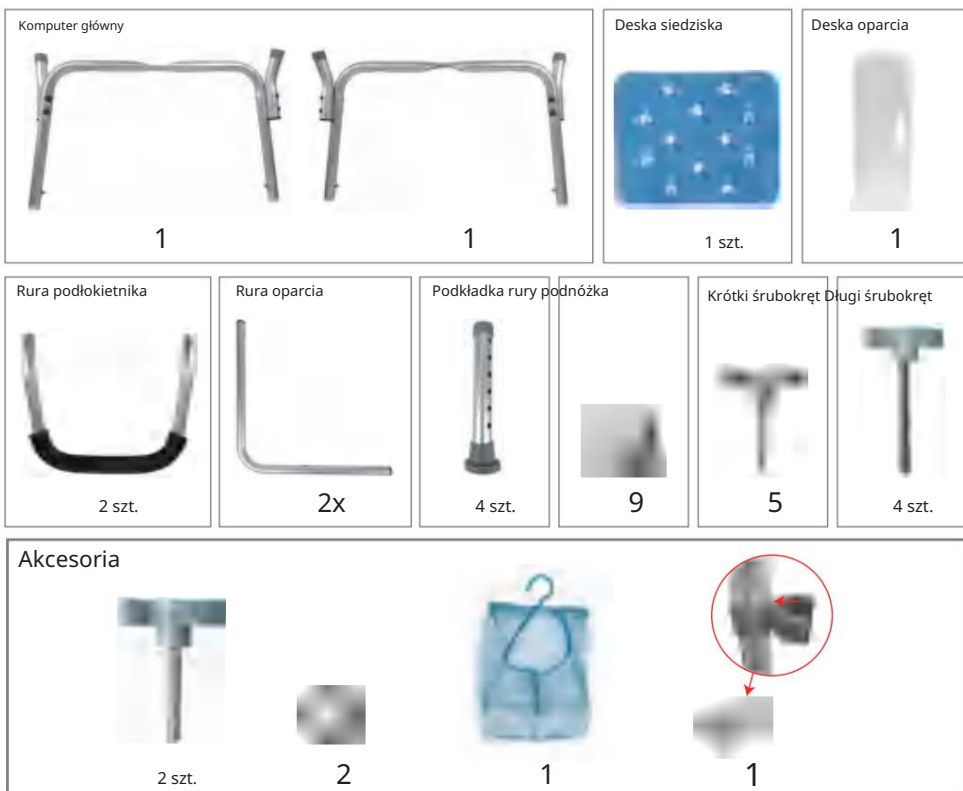 Komputer główny
1
1
Deska siedziska
1 szt.
Deska oparcia
1
Rura podłokietnika
2 szt.
Rura oparcia
2x
Podkładka rury podnóżka
4 szt.
9
Krótki śrubokręt Długi śrubokręt
5
4 szt.
Akcesoria
2 szt.
2
1
1